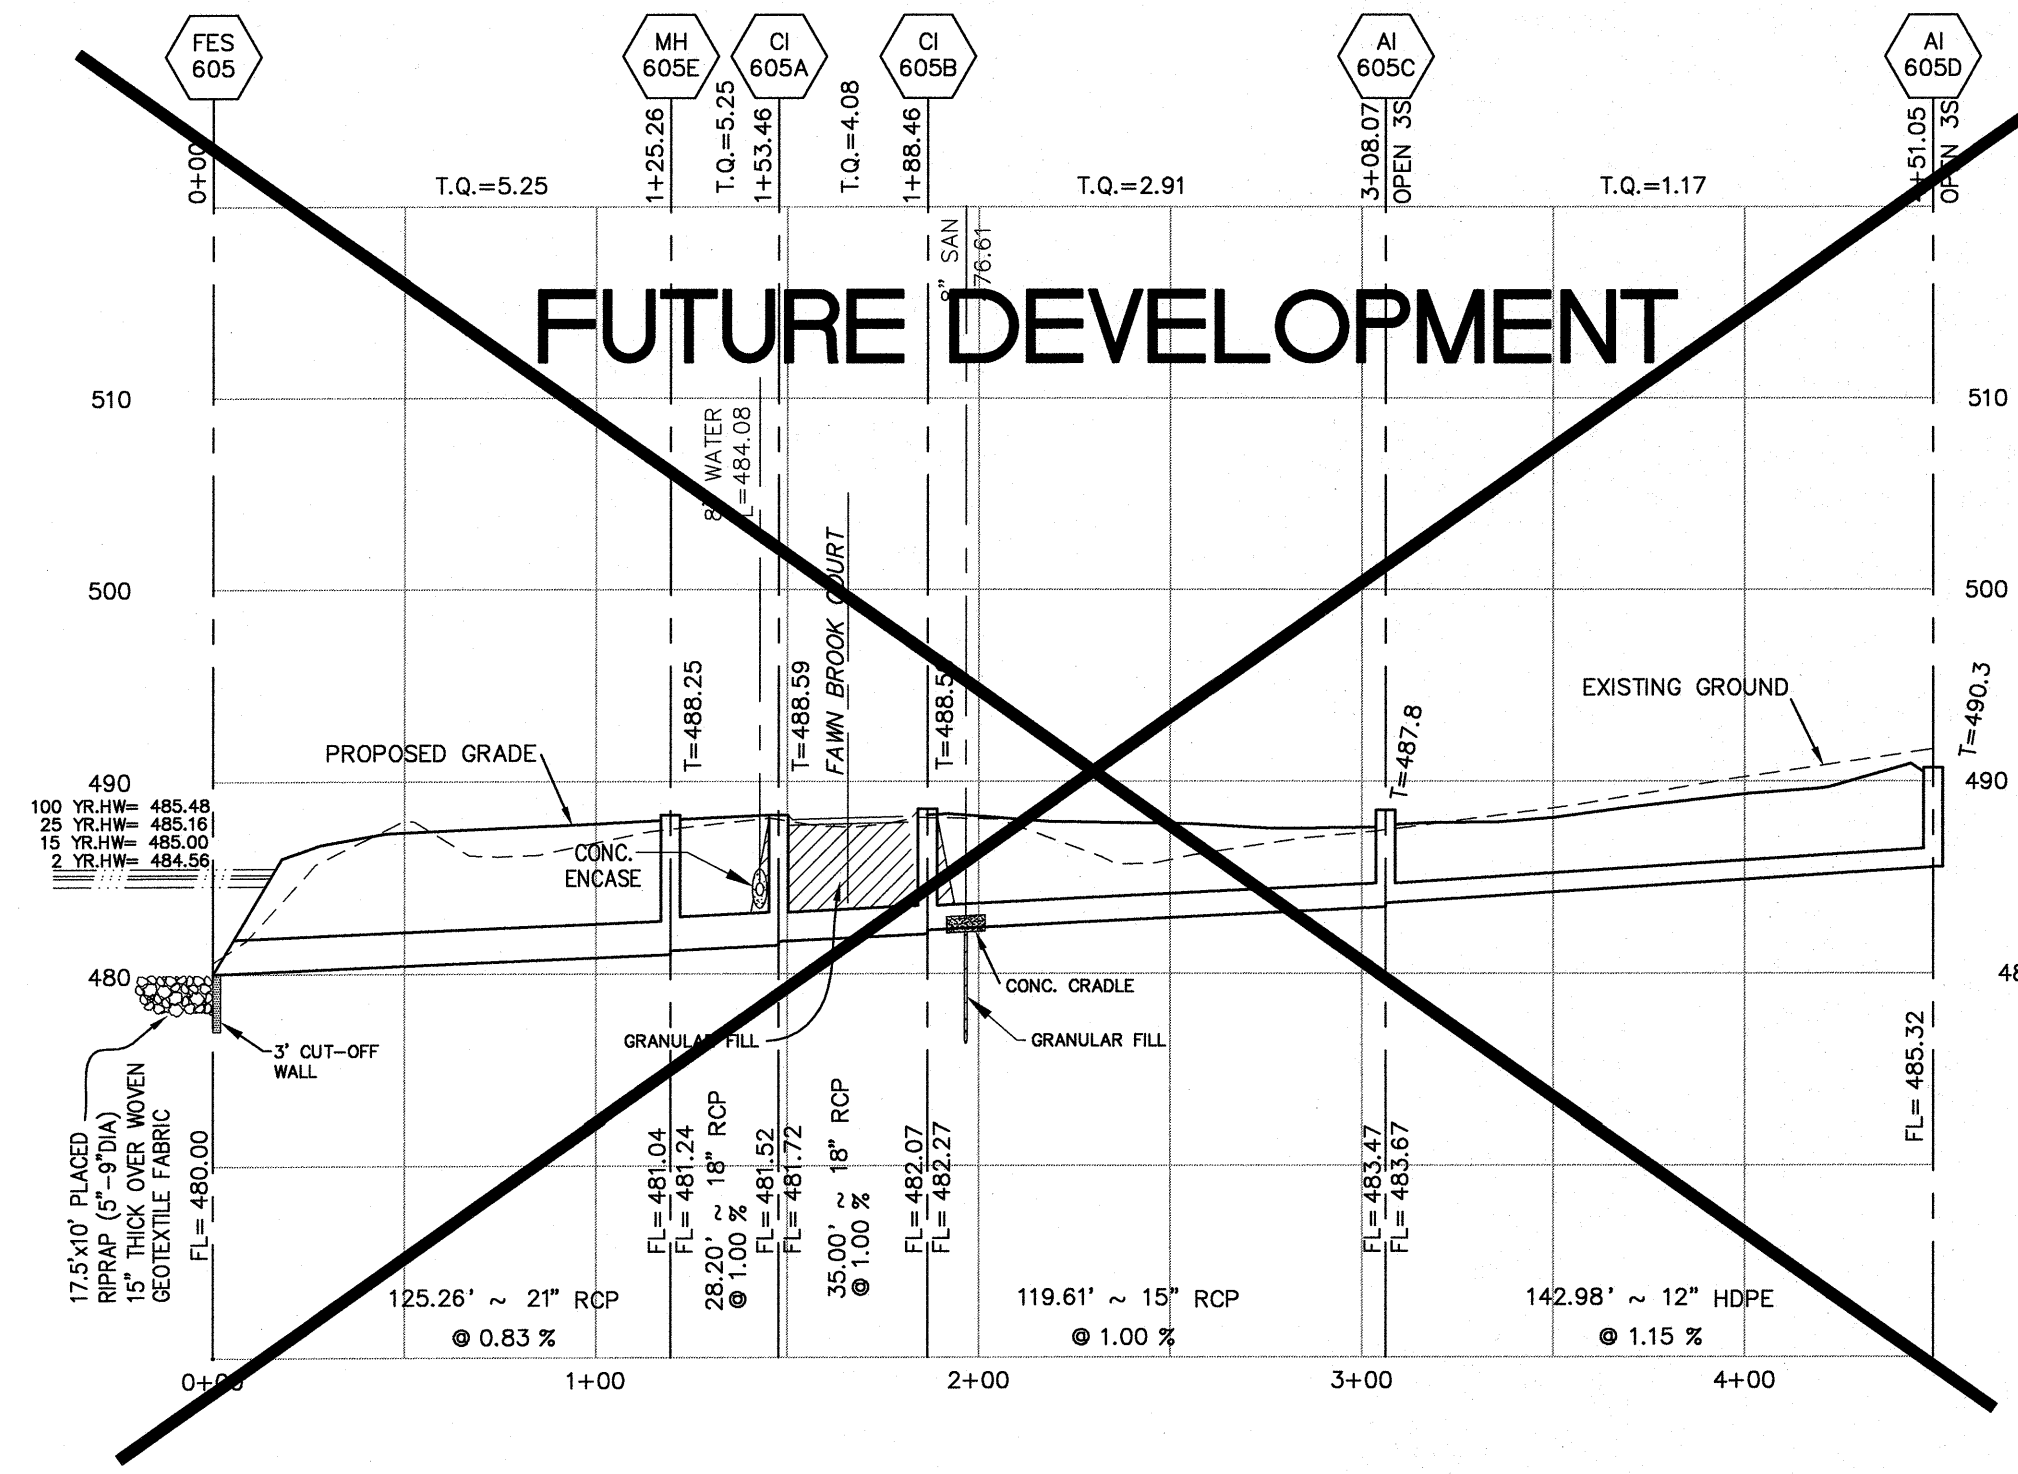 FES
605
MH
605E
CI
605A
CI
605B
AI
605C
AI
605D
1+25.26
T.Q.=5.25
1+53.46
T.Q.=4.08
1+88.46
3+08.07
OPEN 3S
OPEN 3S
T.Q.=5.25
T.Q.=2.91
T.Q.=1.17
8" SAN
FUTURE DEVELOPMENT
510
510
WATER
500
500
FAWN BROOK COURT
T=488.25
T=488.59
T=487.8
EXISTING GROUND
T=490.3
PROPOSED GRADE
490
490
100 YR.HW= 485.48
25 YR.HW= 485.16
15 YR.HW= 485.00
2 YR.HW= 484.56
CONC.
ENCASE
480
CONC. CRADLE
GRANULAR FILL
GRANULAR FILL
3' CUT-OFF
WALL
17.5'x10' PLACED
RIPRAP (5"-9"DIA)
15" THICK OVER WOVEN
GEOTEXTILE FABRIC
FL= 480.00
FL= 481.04
FL= 481.24
28.20' ~ 18" RCP
@ 1.00 %
FL= 481.52
FL= 481.72
35.00' ~ 18" RCP
@ 1.00 %
FL= 482.07
FL= 482.27
FL= 483.47
FL= 483.67
FL= 485.32
125.26' ~ 21" RCP
@ 0.83 %
119.61' ~ 15" RCP
@ 1.00 %
142.98' ~ 12" HDPE
@ 1.15 %
0+00
1+00
2+00
3+00
4+00